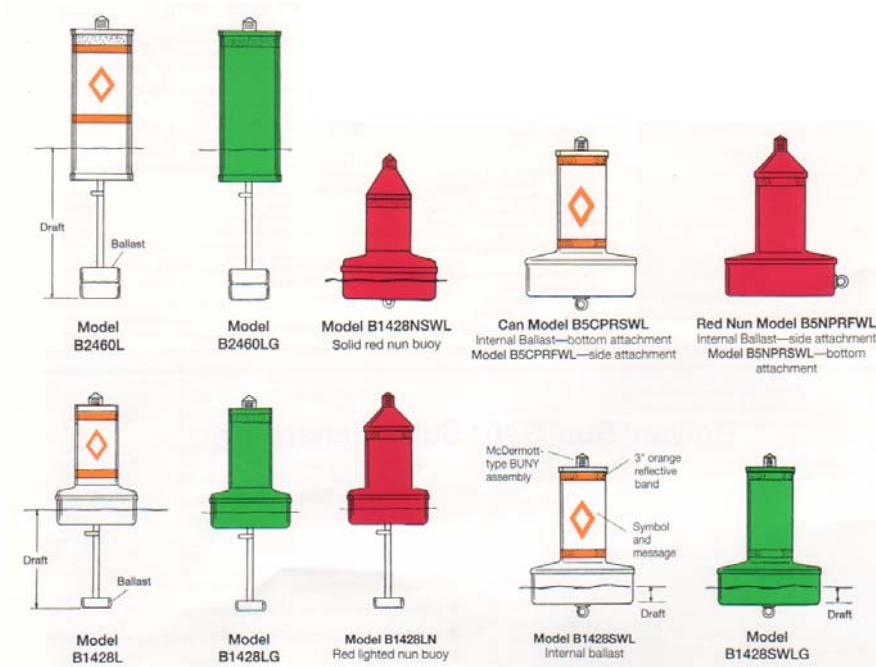 Draft
Ballast
Model
B2460L
Model
B2460LG
Model B1428NSWL
Solid red nun buoy
Can Model B5CPRSWL
Internal Ballast—bottom attachment
Model B5CPRFWL—side attachment
Red Nun Model B5NPRFWL
Internal Ballast—side attachment
Model B5NPRSWL—bottom
attachment
Draft
Ballast
Model
B1428L
Model
B1428LG
Model B1428LN
Red lighted nun buoy
McDermott-
type BUNY
assembly
3" orange
reflective
band
Symbol
and
message
Draft
Model B1428SWL
Internal ballast
Draft
Model
B1428SWLG